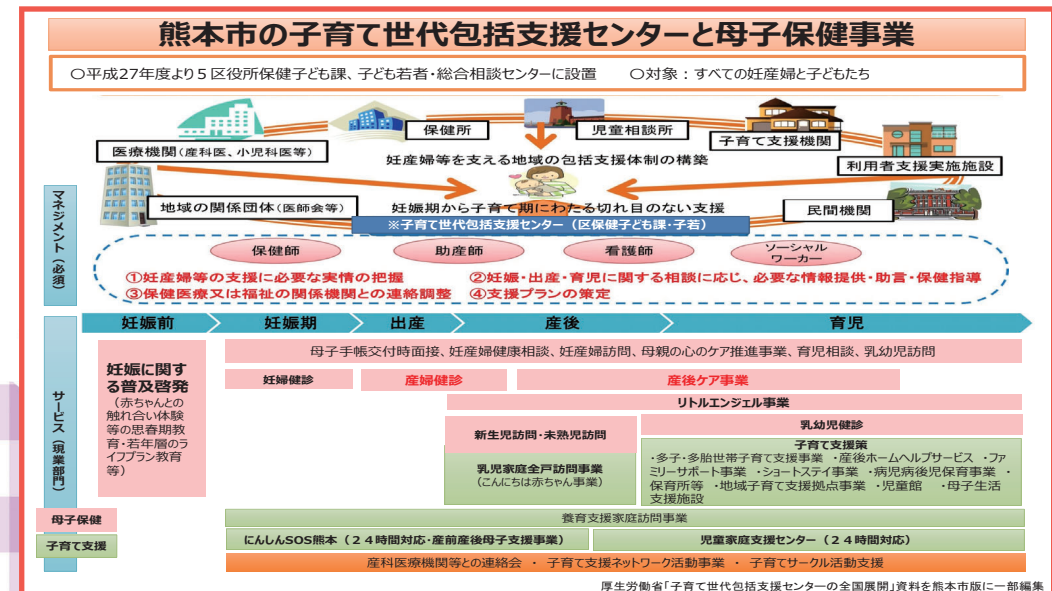 熊本市の子育て世代包括支援センターと母子保健事業
○平成27年度より５区役所保健子ども課、子ども若者・総合相談センターに設置　○対象：すべての妊産婦と子どもたち
保健所
児童相談所
医療機関(産科医、小児科医等)
子育て支援機関
妊産婦等を支える地域の包括支援体制の構築
利用者支援実施施設
地域の関係団体(医師会等)
妊娠期から子育て期にわたる切れ目のない支援
民間機関
※子育て世代包括支援センター（区保健子ども課・子若）
マネジメント（必須）
保健師
助産師
看護師
ソーシャル
ワーカー
①妊産婦等の支援に必要な実情の把握　②妊娠・出産・育児に関する相談に応じ、必要な情報提供・助言・保健指導
③保健医療又は福祉の関係機関との連絡調整　④支援プランの策定
妊娠前　妊娠期　出産　産後　育児
サービス（現業部門）
妊娠に関す
る普及啓発
（赤ちゃんとの
触れ合い体験
等の思春期教
育・若年層のラ
イフプラン教育
等）
母子手帳交付時面接、妊産婦健康相談、妊産婦訪問、母親の心のケア推進事業、育児相談、乳幼児訪問
妊婦健診
産婦健診
産後ケア事業
リトルエンジェル事業
新生児訪問・未熟児訪問
乳幼児健診
乳児家庭全戸訪問事業
（こんにちは赤ちゃん事業）
子育て支援策
・多子・多胎世帯子育て支援事業　・産後ホームヘルプサービス　・ファ
ミリーサポート事業　・ショートステイ事業　・病児病後児保育事業　・
保育所等　・地域子育て支援拠点事業　・児童館　・母子生活
支援施設
母子保健
子育て支援
養育支援家庭訪問事業
にんしんSOS熊本（２４時間対応・産前産後母子支援事業）
児童家庭支援センター（２４時間対応）
産科医療機関等との連絡会　・　子育て支援ネットワーク活動事業　・　子育てサークル活動支援
厚生労働省「子育て世代包括支援センターの全国展開」資料を熊本市版に一部編集